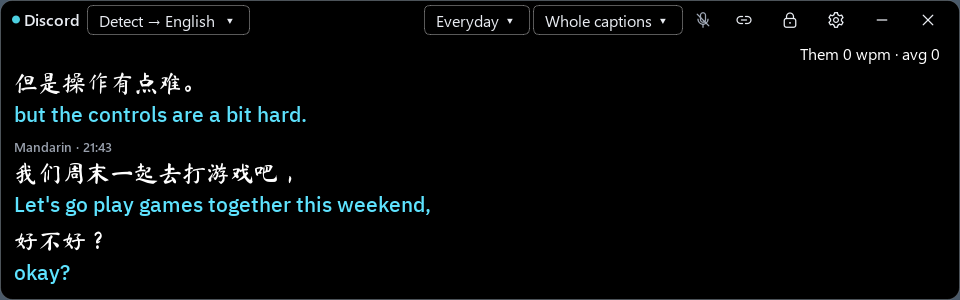 Discord
Detect → English ▾
Everyday ▾
Whole captions ▾
Them 0 wpm · avg 0
但是操作有点难。
but the controls are a bit hard.
Mandarin · 21:43
我们周末一起去打游戏吧，
Let's go play games together this weekend,
好不好？
okay?